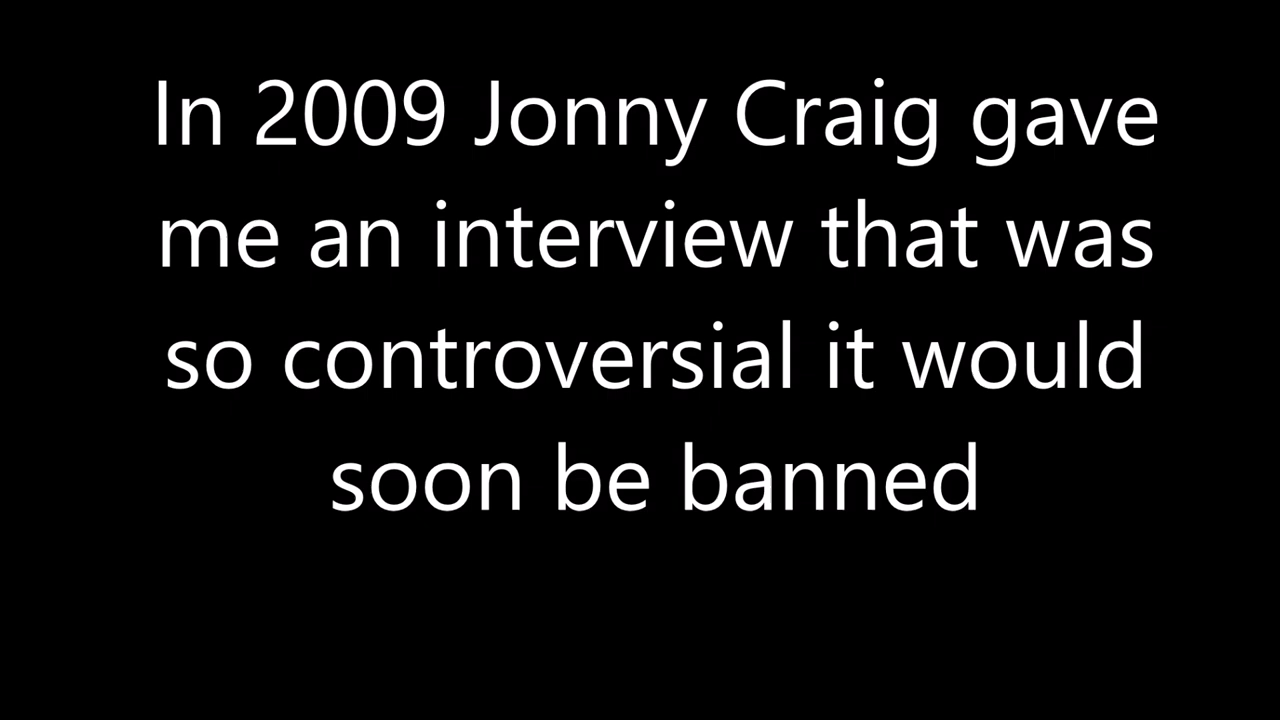 In 2009 Jonny Craig gave
me an interview that was
so controversial it would
soon be banned